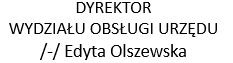 DYREKTOR
WYDZIAŁU OBSŁUGI URZĘDU
/-/ Edyta Olszewska